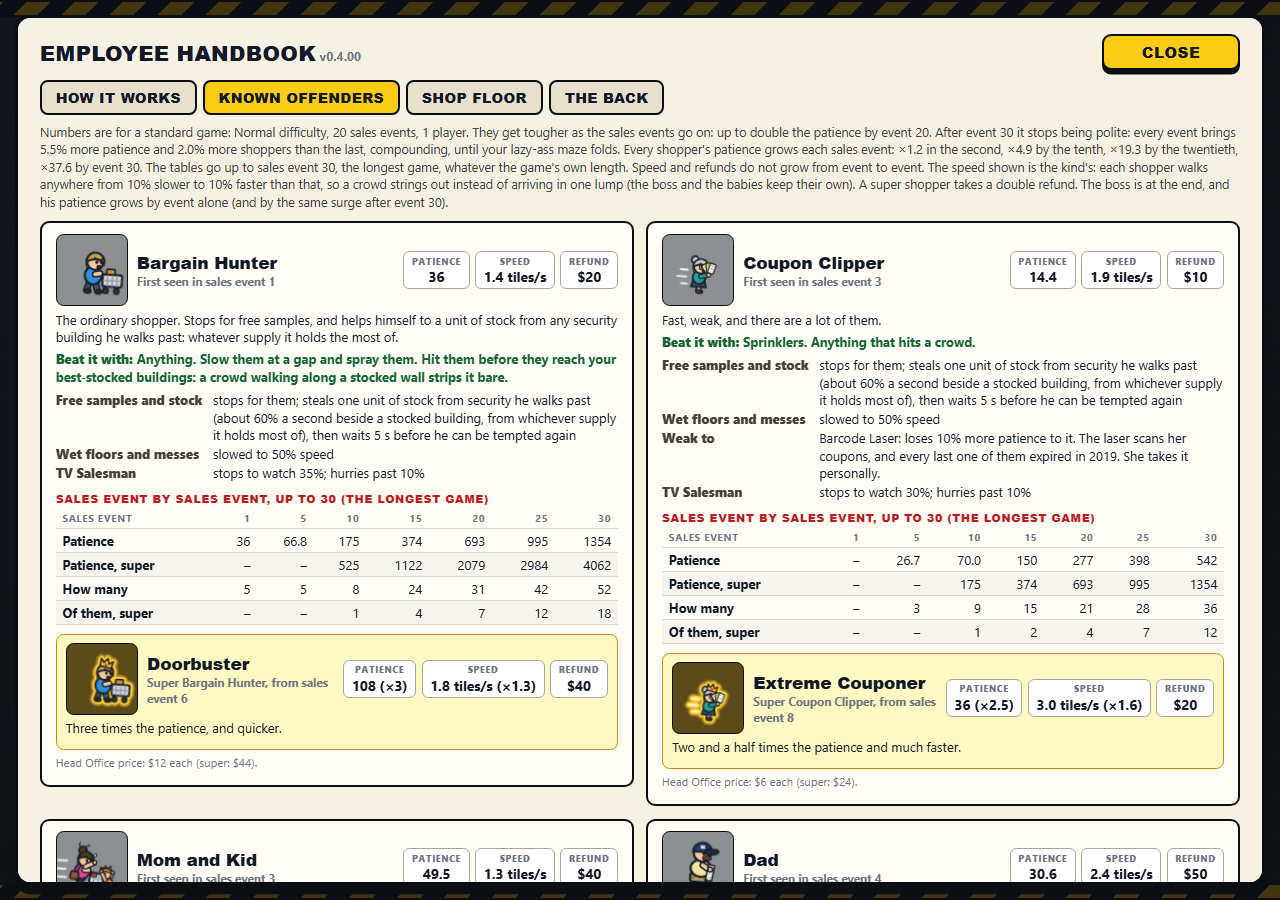 EMPLOYEE HANDBOOK v0.4.00
CLOSE
HOW IT WORKS
KNOWN OFFENDERS
SHOP FLOOR
THE BACK
Numbers are for a standard game: Normal difficulty, 20 sales events, 1 player. They get tougher as the sales events go on: up to double the patience by event 20. After event 30 it stops being polite: every event brings
5.5% more patience and 2.0% more shoppers than the last, compounding, until your lazy-ass maze folds. Every shopper's patience grows each sales event: ×1.2 in the second, ×4.9 by the tenth, ×19.3 by the twentieth,
×37.6 by event 30. The tables go up to sales event 30, the longest game, whatever the game's own length. Speed and refunds do not grow from event to event. The speed shown is the kind's: each shopper walks
anywhere from 10% slower to 10% faster than that, so a crowd strings out instead of arriving in one lump (the boss and the babies keep their own). A super shopper takes a double refund. The boss is at the end, and
his patience grows by event alone (and by the same surge after event 30).
Bargain Hunter
First seen in sales event 1
PATIENCE
36
SPEED
1.4 tiles/s
REFUND
$20
The ordinary shopper. Stops for free samples, and helps himself to a unit of stock from any security
building he walks past: whatever supply it holds the most of.
Beat it with: Anything. Slow them at a gap and spray them. Hit them before they reach your
best-stocked buildings: a crowd walking along a stocked wall strips it bare.
Free samples and stock stops for them; steals one unit of stock from security he walks past
(about 60% a second beside a stocked building, from whichever supply
it holds most of), then waits 5 s before he can be tempted again
Wet floors and messes slowed to 50% speed
TV Salesman stops to watch 35%; hurries past 10%
SALES EVENT BY SALES EVENT, UP TO 30 (THE LONGEST GAME)
SALES EVENT 1 5 10 15 20 25 30
Patience 36 66.8 175 374 693 995 1354
Patience, super – – 525 1122 2079 2984 4062
How many 5 5 8 24 31 42 52
Of them, super – – 1 4 7 12 18
Doorbuster
Super Bargain Hunter, from sales
event 6
PATIENCE
108 (×3)
SPEED
1.8 tiles/s (×1.3)
REFUND
$40
Three times the patience, and quicker.
Head Office price: $12 each (super: $44).
Coupon Clipper
First seen in sales event 3
PATIENCE
14.4
SPEED
1.9 tiles/s
REFUND
$10
Fast, weak, and there are a lot of them.
Beat it with: Sprinklers. Anything that hits a crowd.
Free samples and stock stops for them; steals one unit of stock from security he walks past
(about 60% a second beside a stocked building, from whichever supply
it holds most of), then waits 5 s before he can be tempted again
Wet floors and messes slowed to 50% speed
Weak to Barcode Laser: loses 10% more patience to it. The laser scans her
coupons, and every last one of them expired in 2019. She takes it
personally.
TV Salesman stops to watch 30%; hurries past 10%
SALES EVENT BY SALES EVENT, UP TO 30 (THE LONGEST GAME)
SALES EVENT 1 5 10 15 20 25 30
Patience – 26.7 70.0 150 277 398 542
Patience, super – – 175 374 693 995 1354
How many – 3 9 15 21 28 36
Of them, super – – 1 2 4 7 12
Extreme Couponer
Super Coupon Clipper, from sales
event 8
PATIENCE
36 (×2.5)
SPEED
3.0 tiles/s (×1.6)
REFUND
$20
Two and a half times the patience and much faster.
Head Office price: $6 each (super: $24).
Mom and Kid
First seen in sales event 3
PATIENCE
49.5
SPEED
1.3 tiles/s
REFUND
$40
Dad
First seen in sales event 4
PATIENCE
30.6
SPEED
2.4 tiles/s
REFUND
$50